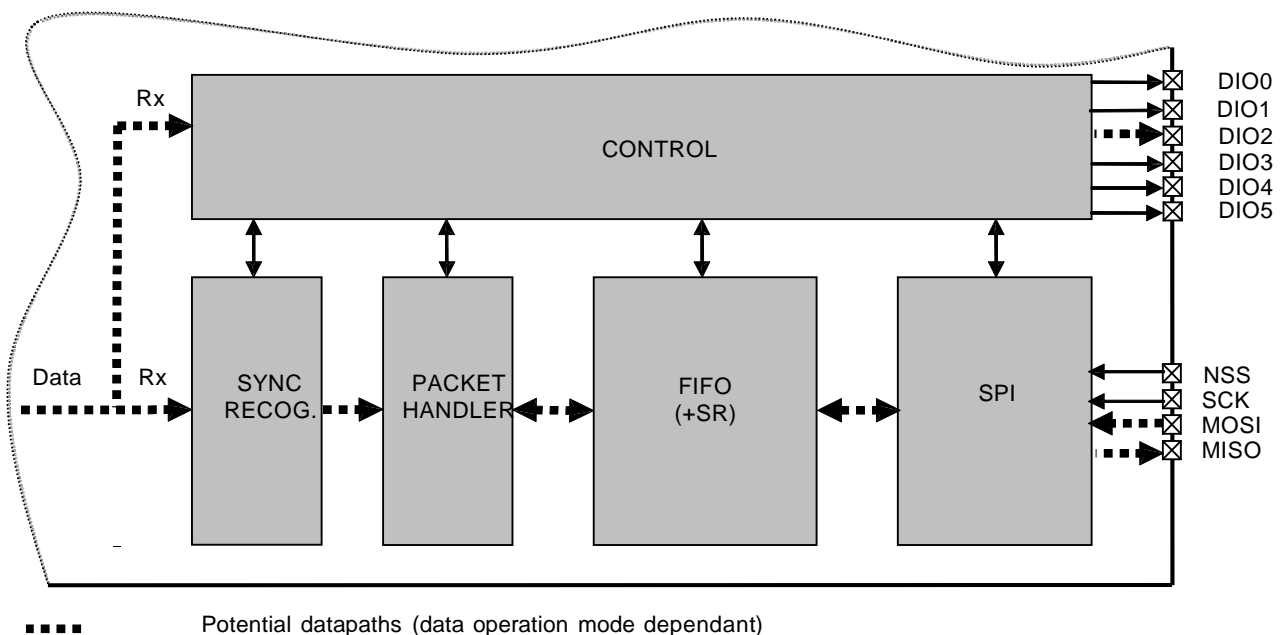 Rx
CONTROL
DIO0
DIO1
DIO2
DIO3
DIO4
DIO5
Data
Rx
SYNC
RECOG.
PACKET
HANDLER
FIFO
(+SR)
SPI
NSS
SCK
MOSI
MISO
Potential datapaths (data operation mode dependant)